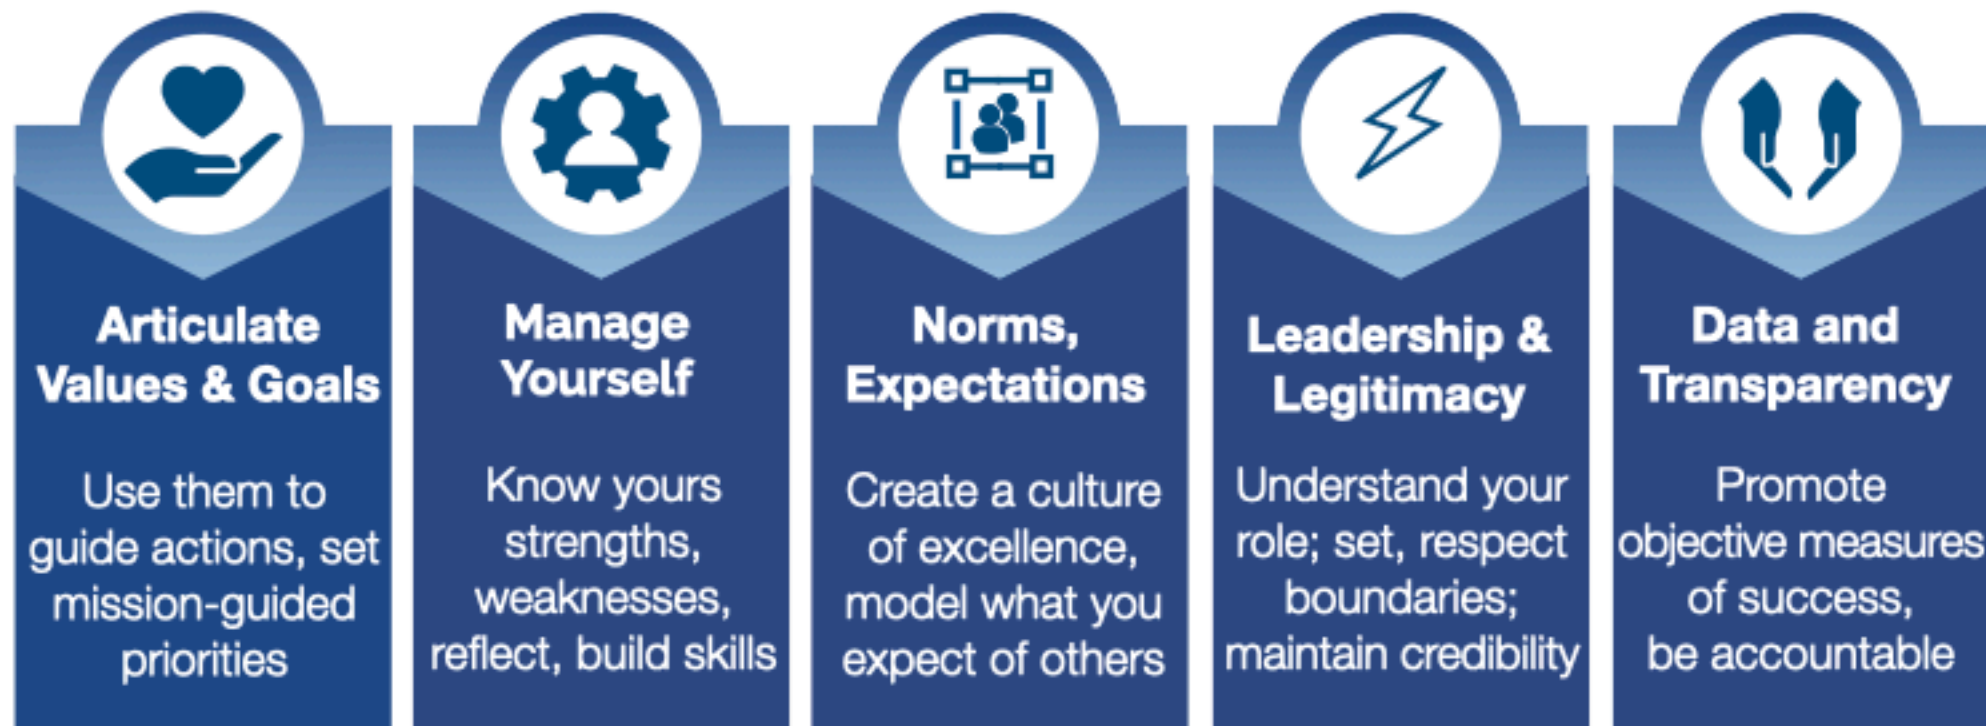 Articulate
Values & Goals
Use them to
guide actions, set
mission-guided
priorities
Manage
Yourself
Know yours
strengths,
weaknesses,
reflect, build skills
Norms,
Expectations
Create a culture
of excellence,
model what you
expect of others
Leadership &
Legitimacy
Understand your
role; set, respect
boundaries;
maintain credibility
Data and
Transparency
Promote
objective measures
of success,
be accountable